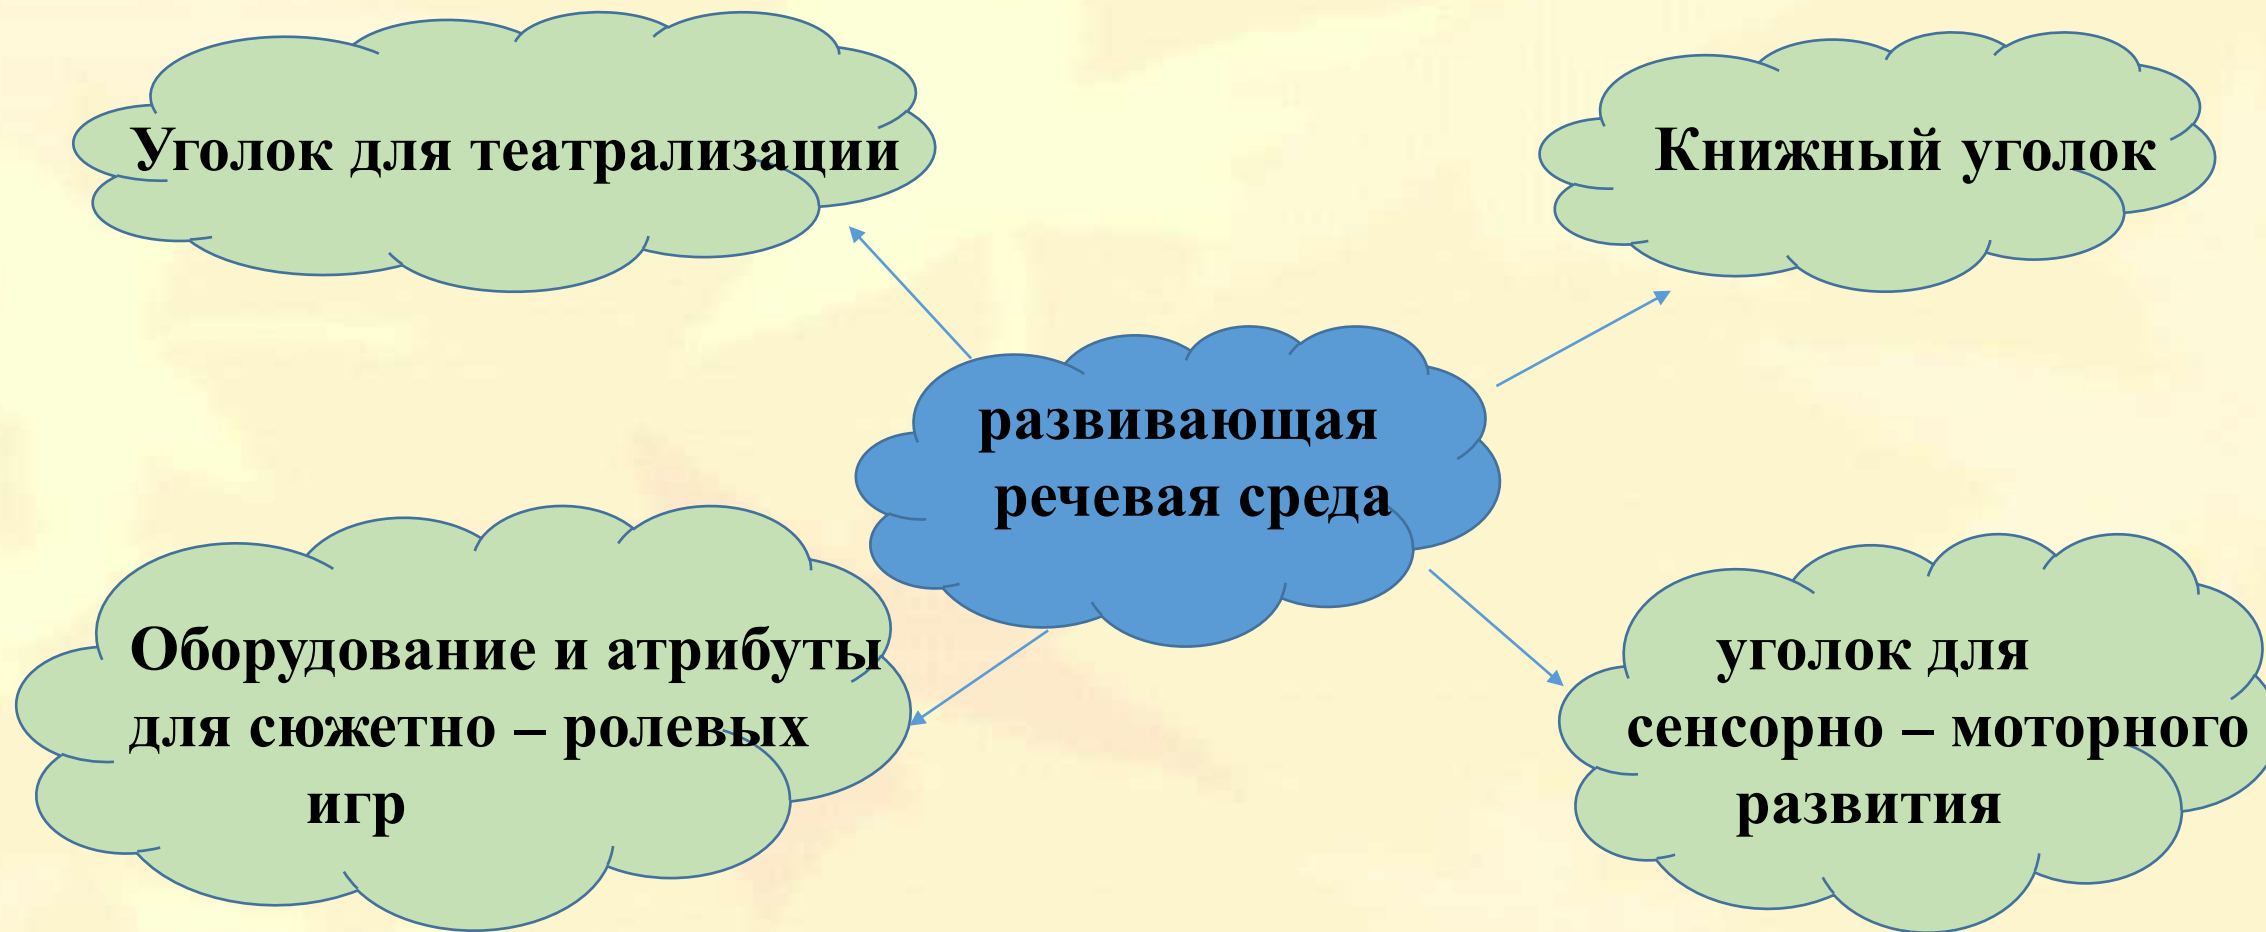 Уголок для театрализации
Книжный уголок
развивающая
речевая среда
Оборудование и атрибуты
для сюжетно – ролевых
игр
уголок для
сенсорно – моторного
развития